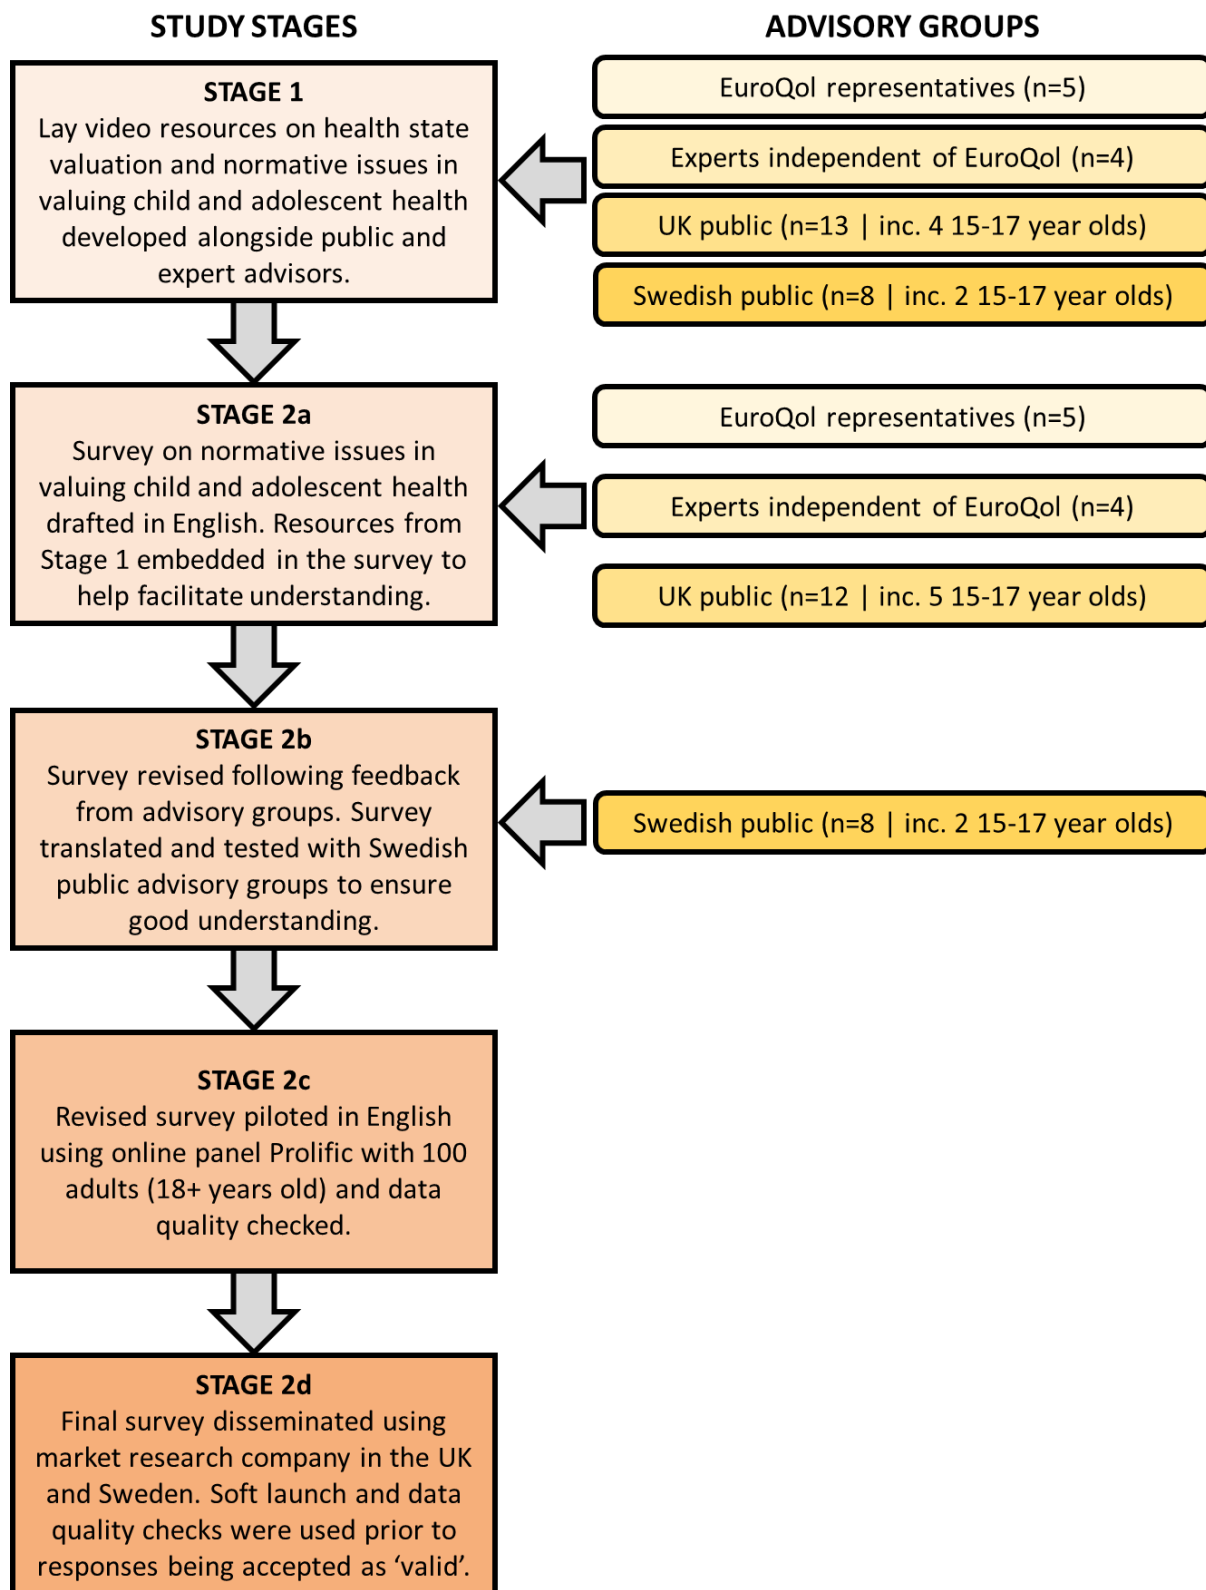 STUDY STAGES
ADVISORY GROUPS
STAGE 1
Lay video resources on health state
valuation and normative issues in
valuing child and adolescent health
developed alongside public and
expert advisors.
EuroQol representatives (n=5)
Experts independent of EuroQol (n=4)
UK public (n=13 | inc. 4 15-17 year olds)
Swedish public (n=8 | inc. 2 15-17 year olds)
STAGE 2a
Survey on normative issues in
valuing child and adolescent health
drafted in English. Resources from
Stage 1 embedded in the survey to
help facilitate understanding.
EuroQol representatives (n=5)
Experts independent of EuroQol (n=4)
UK public (n=12 | inc. 5 15-17 year olds)
STAGE 2b
Survey revised following feedback
from advisory groups. Survey
translated and tested with Swedish
public advisory groups to ensure
good understanding.
Swedish public (n=8 | inc. 2 15-17 year olds)
STAGE 2c
Revised survey piloted in English
using online panel Prolific with 100
adults (18+ years old) and data
quality checked.
STAGE 2d
Final survey disseminated using
market research company in the UK
and Sweden. Soft launch and data
quality checks were used prior to
responses being accepted as ‘valid’.